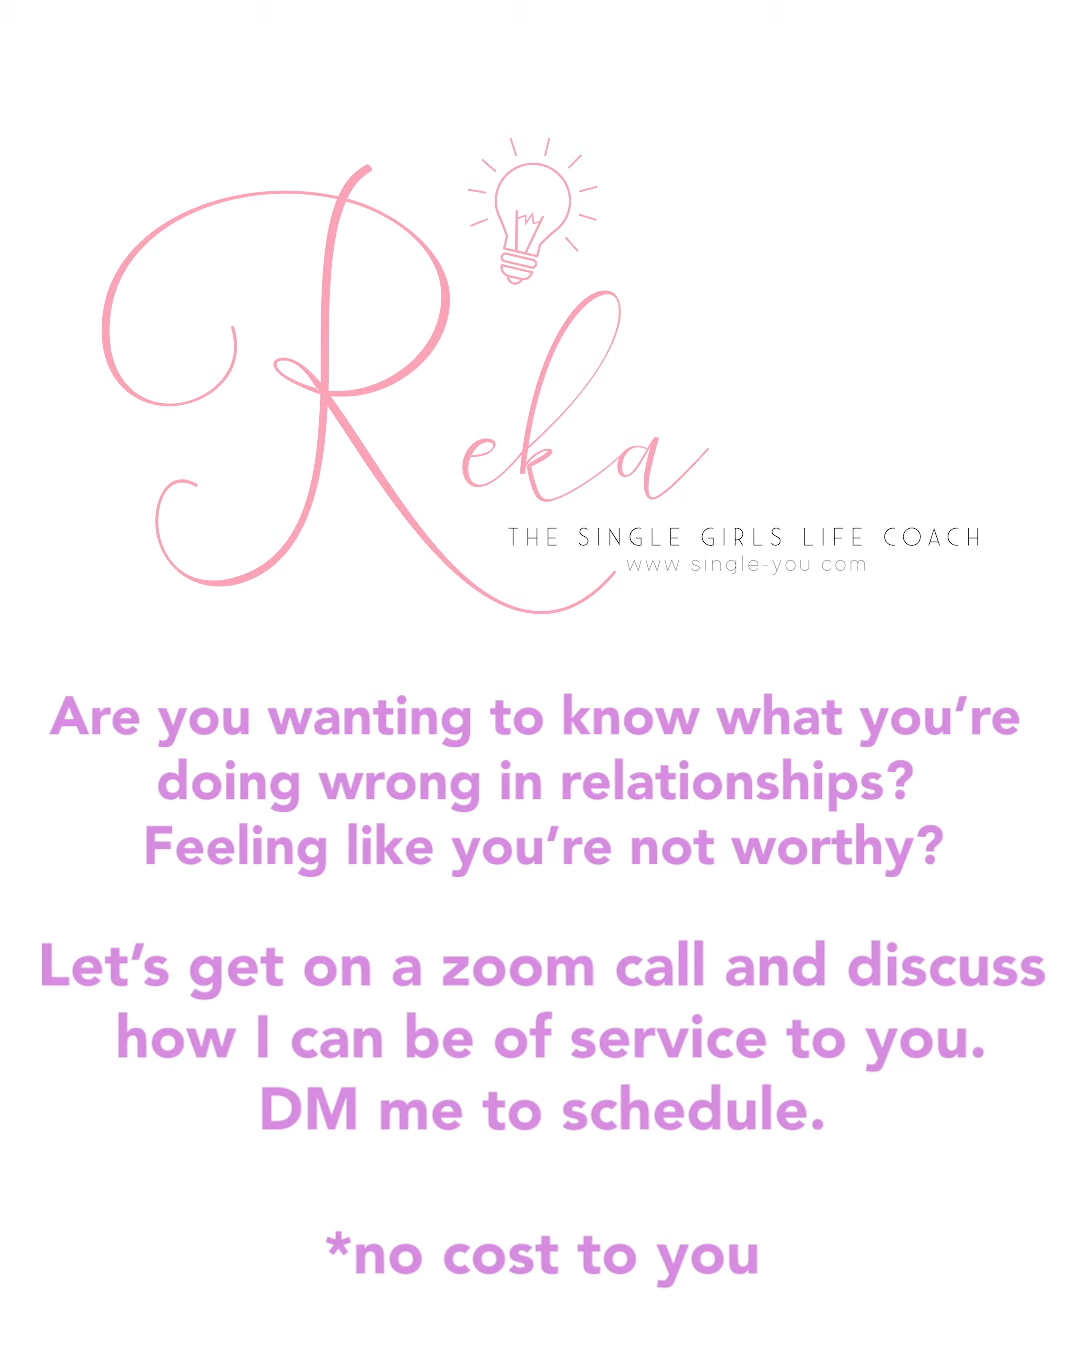 Reka
THE SINGLE GIRLS LIFE COACH
www single-you com
Are you wanting to know what you’re
doing wrong in relationships?
Feeling like you’re not worthy?
Let’s get on a zoom call and discuss
how I can be of service to you.
DM me to schedule.
*no cost to you